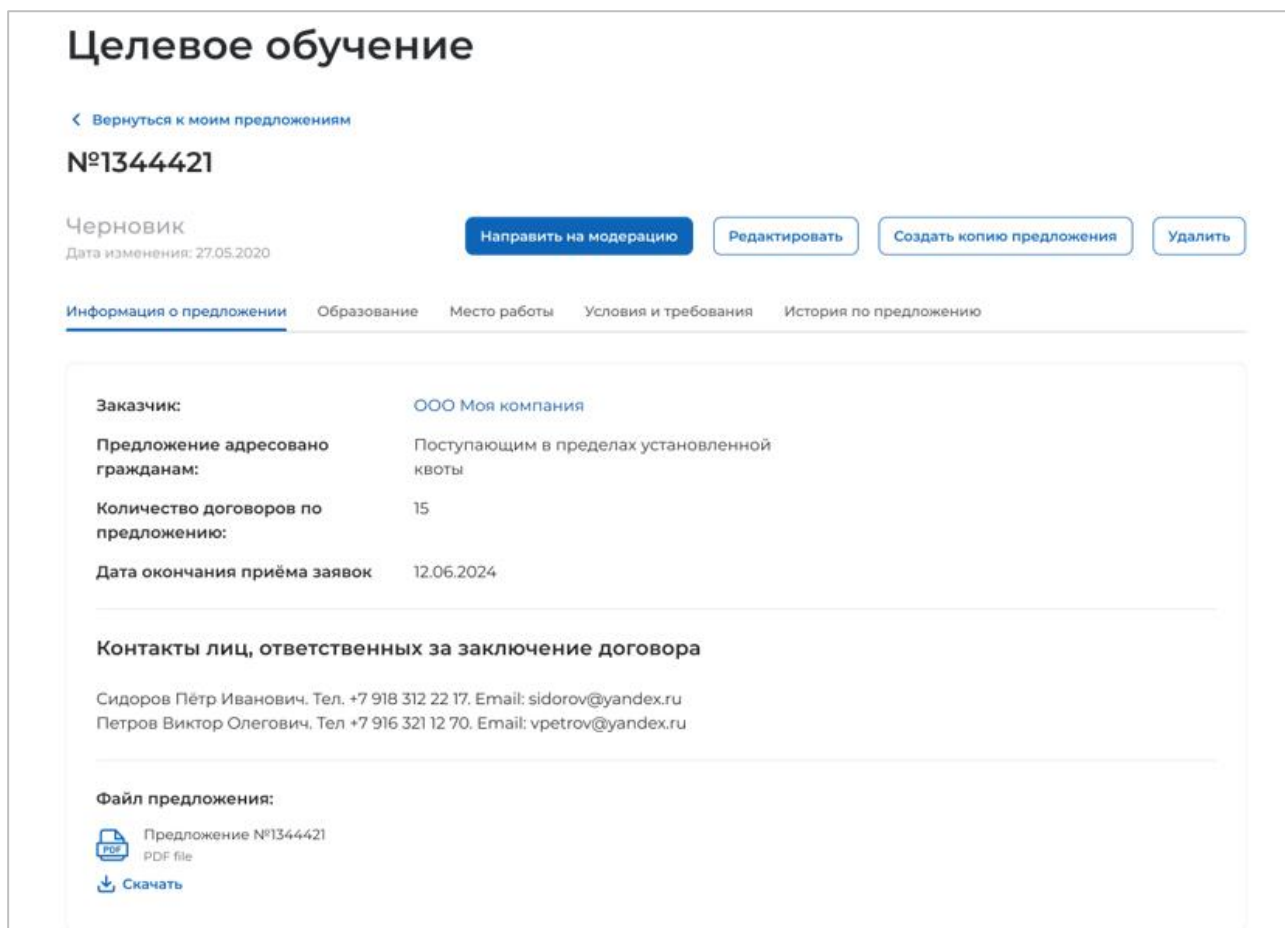 Целевое обучение
Вернуться к моим предложениям
№1344421
Черновик
Дата изменения: 27.05.2020
Направить на модерацию
Редактировать
Создать копию предложения
Удалить
Информация о предложении
Образование
Место работы
Условия и требования
История по предложению
Заказчик:
ООО Моя компания
Предложение адресовано
гражданам:
Поступающим в пределах установленной
квоты
Количество договоров по
предложению:
15
Дата окончания приёма заявок
12.06.2024
Контакты лиц, ответственных за заключение договора
Сидоров Пётр Иванович. Тел. +7 918 312 22 17. Email: sidorov@yandex.ru
Петров Виктор Олегович. Тел +7 916 321 12 70. Email: vpetrov@yandex.ru
Файл предложения:
PDF
Предложение №1344421
PDF file
Скачать